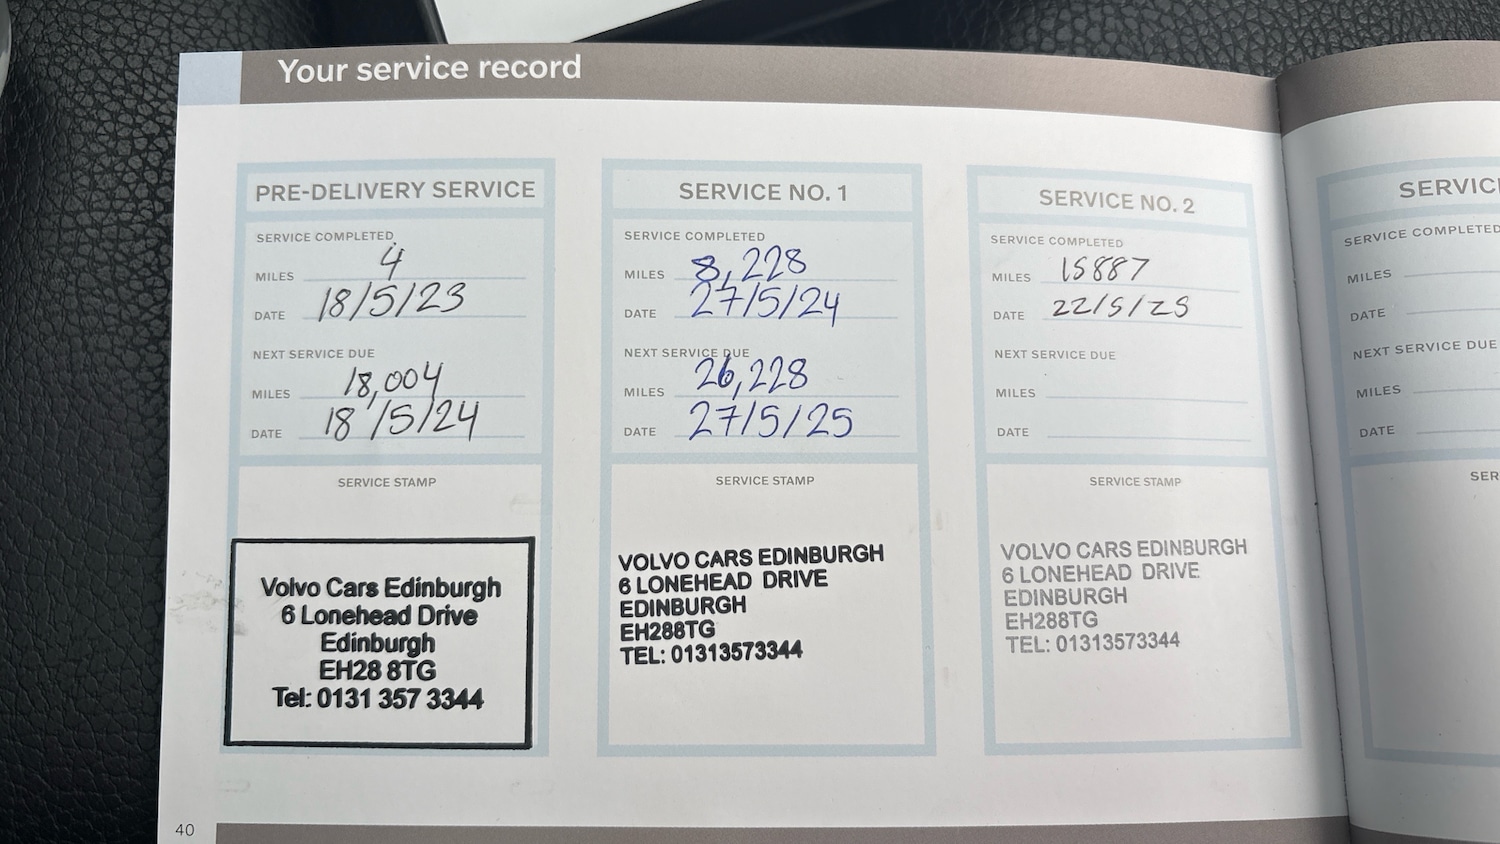 Your service record
PRE-DELIVERY SERVICE
SERVICE COMPLETED
MILES 4
DATE 18/5/23
NEXT SERVICE DUE
MILES 18,004
DATE 18/5/24
SERVICE STAMP
Volvo Cars Edinburgh
6 Lonehead Drive
Edinburgh
EH28 8TG
Tel: 0131 357 3344
SERVICE NO. 1
SERVICE COMPLETED
MILES 8,228
DATE 27/5/24
NEXT SERVICE DUE
MILES 26,228
DATE 27/5/25
SERVICE STAMP
VOLVO CARS EDINBURGH
6 LONEHEAD DRIVE
EDINBURGH
EH288TG
TEL: 01313573344
SERVICE NO. 2
SERVICE COMPLETED
MILES 15887
DATE 22/5/25
NEXT SERVICE DUE
MILES
DATE
SERVICE STAMP
VOLVO CARS EDINBURGH
6 LONEHEAD DRIVE
EDINBURGH
EH288TG
TEL: 01313573344
SERVICE COMPLETED
MILES
DATE
NEXT SERVICE DUE
MILES
DATE
40